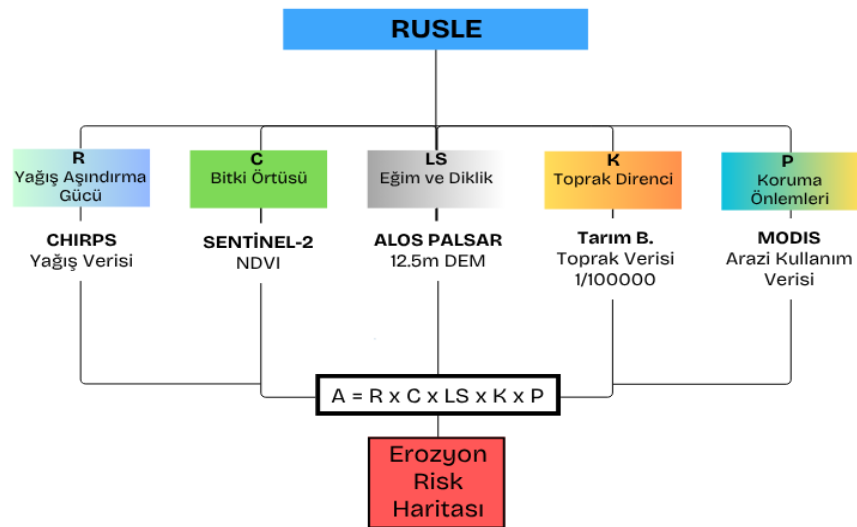 RUSLE
R
Yağış Aşındırma
Gücü
C
Bitki Örtüsü
LS
Eğim ve Diklik
K
Toprak Direnci
P
Koruma
Önlemleri
CHIRPS
Yağış Verisi
SENTİNEL-2
NDVI
ALOS PALSAR
12.5m DEM
Tarım B.
Toprak Verisi
1/100000
MODIS
Arazi Kullanım
Verisi
A = R x C x LS x K x P
Erozyon
Risk
Haritası